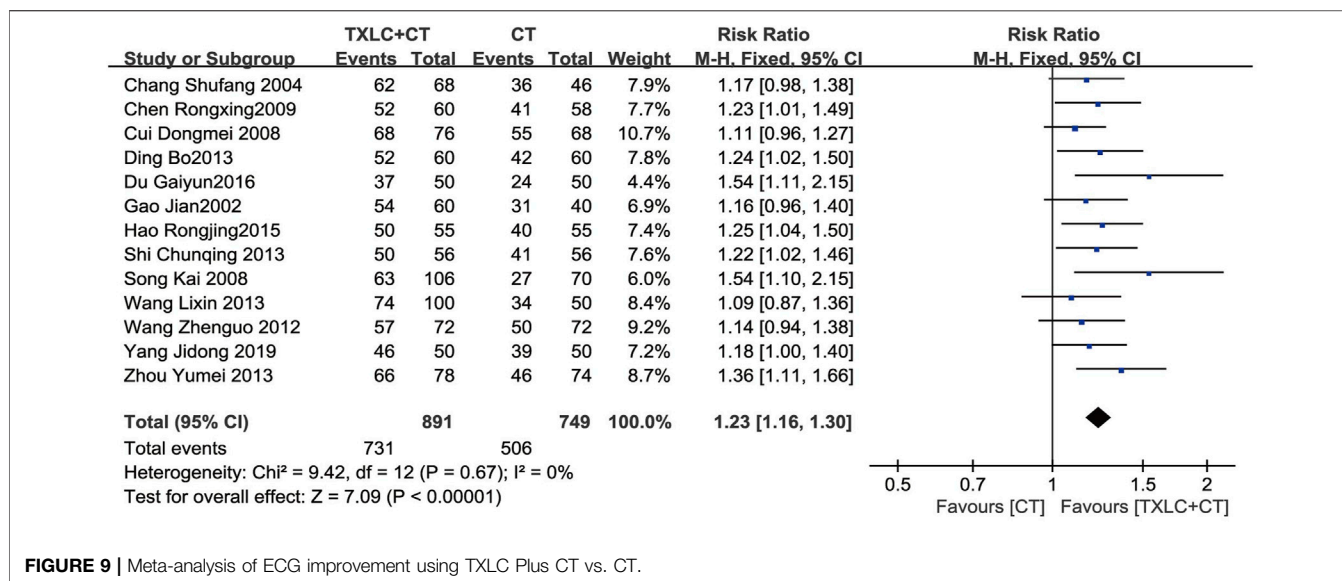 TXLC+CT CT Risk Ratio Risk Ratio
Study or Subgroup Events Total Events Total Weight M-H. Fixed. 95% CI M-H. Fixed. 95% CI
Chang Shufang 2004 62 68 36 46 7.9% 1.17 [0.98, 1.38]
Chen Rongxing2009 52 60 41 58 7.7% 1.23 [1.01, 1.49]
Cui Dongmei 2008 68 76 55 68 10.7% 1.11 [0.96, 1.27]
Ding Bo2013 52 60 42 60 7.8% 1.24 [1.02, 1.50]
Du Gaiyun2016 37 50 24 50 4.4% 1.54 [1.11, 2.15]
Gao Jian2002 54 60 31 40 6.9% 1.16 [0.96, 1.40]
Hao Rongjing2015 50 55 40 55 7.4% 1.25 [1.04, 1.50]
Shi Chunqing 2013 50 56 41 56 7.6% 1.22 [1.02, 1.46]
Song Kai 2008 63 106 27 70 6.0% 1.54 [1.10, 2.15]
Wang Lixin 2013 74 100 34 50 8.4% 1.09 [0.87, 1.36]
Wang Zhenguo 2012 57 72 50 72 9.2% 1.14 [0.94, 1.38]
Yang Jidong 2019 46 50 39 50 7.2% 1.18 [1.00, 1.40]
Zhou Yumei 2013 66 78 46 74 8.7% 1.36 [1.11, 1.66]
Total (95% CI) 891 749 100.0% 1.23 [1.16, 1.30]
Total events 731 506
Heterogeneity: Chi² = 9.42, df = 12 (P = 0.67); I² = 0%
Test for overall effect: Z = 7.09 (P < 0.00001)
0.5 0.7 1 1.5 2
Favours [CT] Favours [TXLC+CT]
FIGURE 9 | Meta-analysis of ECG improvement using TXLC Plus CT vs. CT.